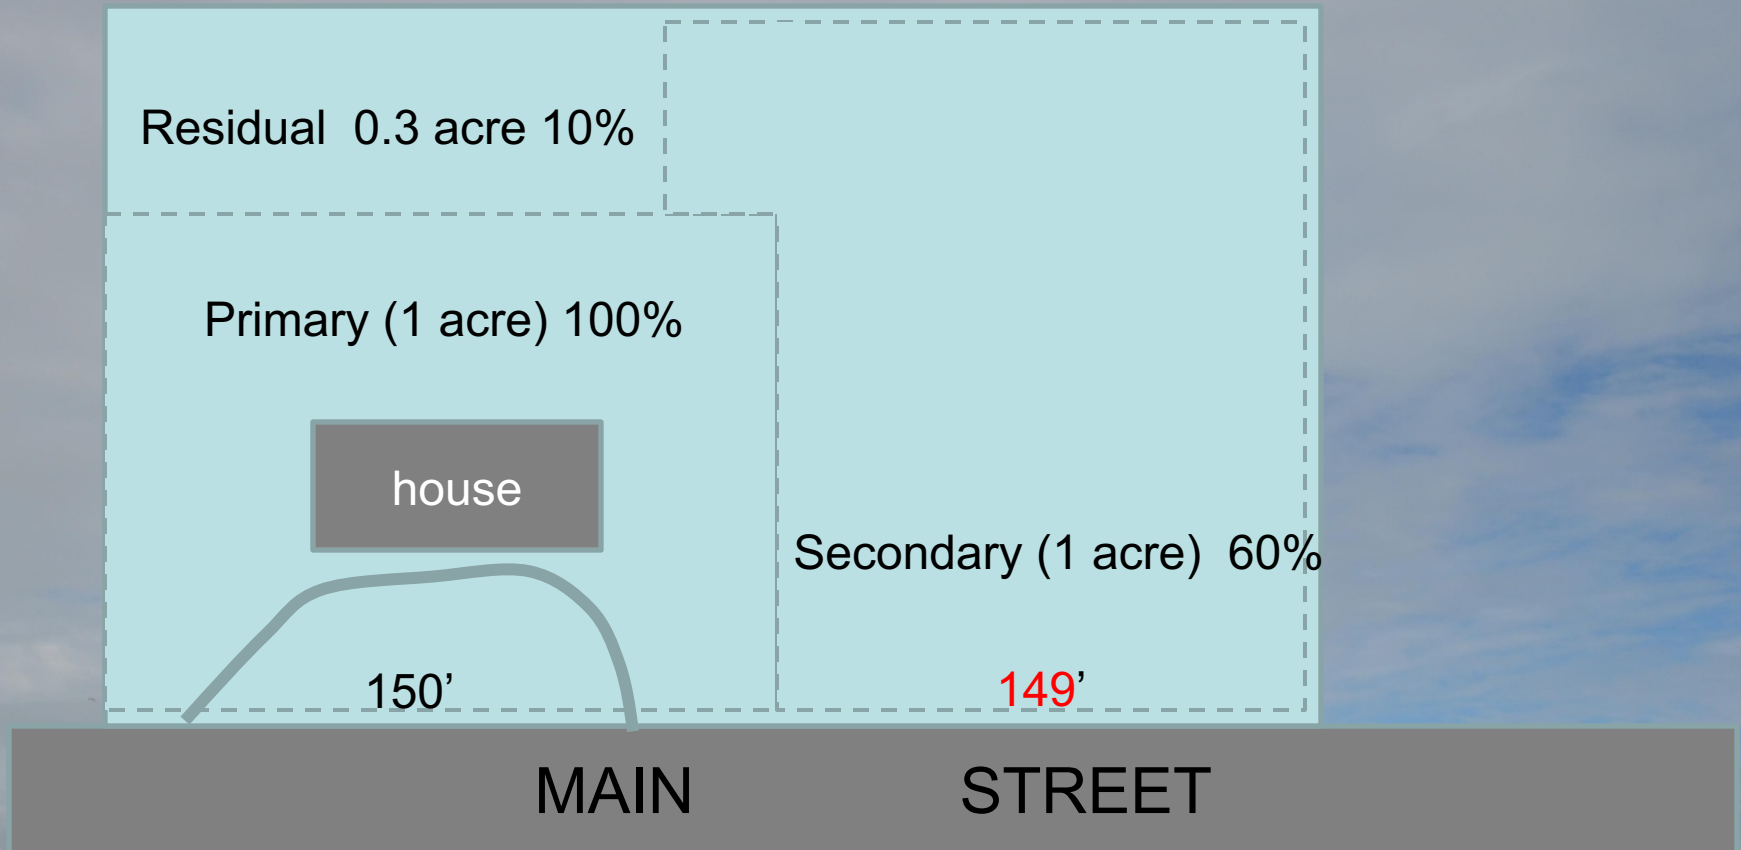 Residual 0.3 acre 10%
Primary (1 acre) 100%
house
Secondary (1 acre) 60%
150’ 149’
MAIN STREET